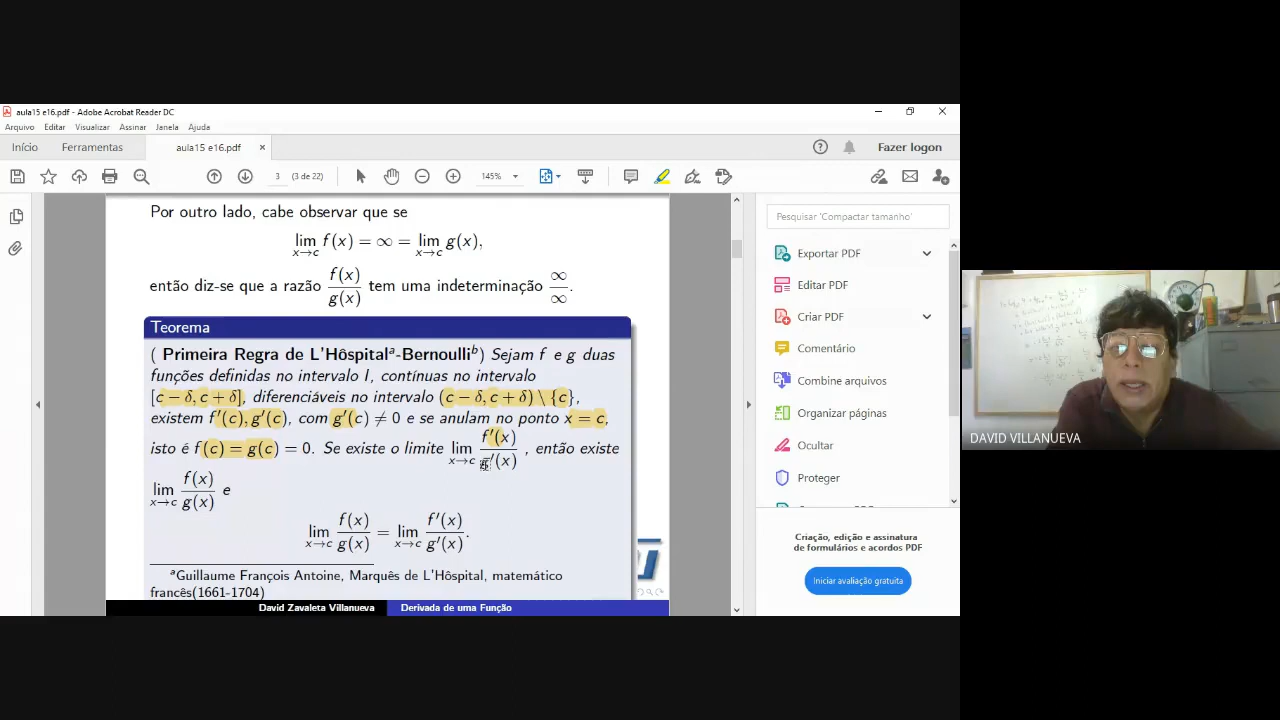 aula15 e16.pdf - Adobe Acrobat Reader DC
Arquivo Editar Visualizar Assinar Janela Ajuda
Início Ferramentas aula15 e16.pdf × Fazer logon
3 (3 de 22) 145%
Por outro lado, cabe observar que se
lim x→c f(x) = ∞ = lim x→c g(x),
então diz-se que a razão f(x)/g(x) tem uma indeterminação ∞/∞.
Teorema
( Primeira Regra de L'Hôspitalᵃ-Bernoulliᵇ) Sejam f e g duas
funções definidas no intervalo I, contínuas no intervalo
[c − δ, c + δ], diferenciáveis no intervalo (c − δ, c + δ) \ {c},
existem f′(c), g′(c), com g′(c) ≠ 0 e se anulam no ponto x = c,
isto é f(c) = g(c) = 0. Se existe o limite lim x→c f′(x)/g′(x) , então existe
lim x→c f(x)/g(x) e
lim x→c f(x)/g(x) = lim x→c f′(x)/g′(x).
ᵃGuillaume François Antoine, Marquês de L'Hôspital, matemático
francês(1661-1704)
David Zavaleta Villanueva Derivada de uma Função
Pesquisar 'Compactar tamanho'
Exportar PDF
Editar PDF
Criar PDF
Comentário
Combine arquivos
Organizar páginas
Ocultar
Proteger
Criação, edição e assinatura
de formulários e acordos PDF
Iniciar avaliação gratuita
DAVID VILLANUEVA